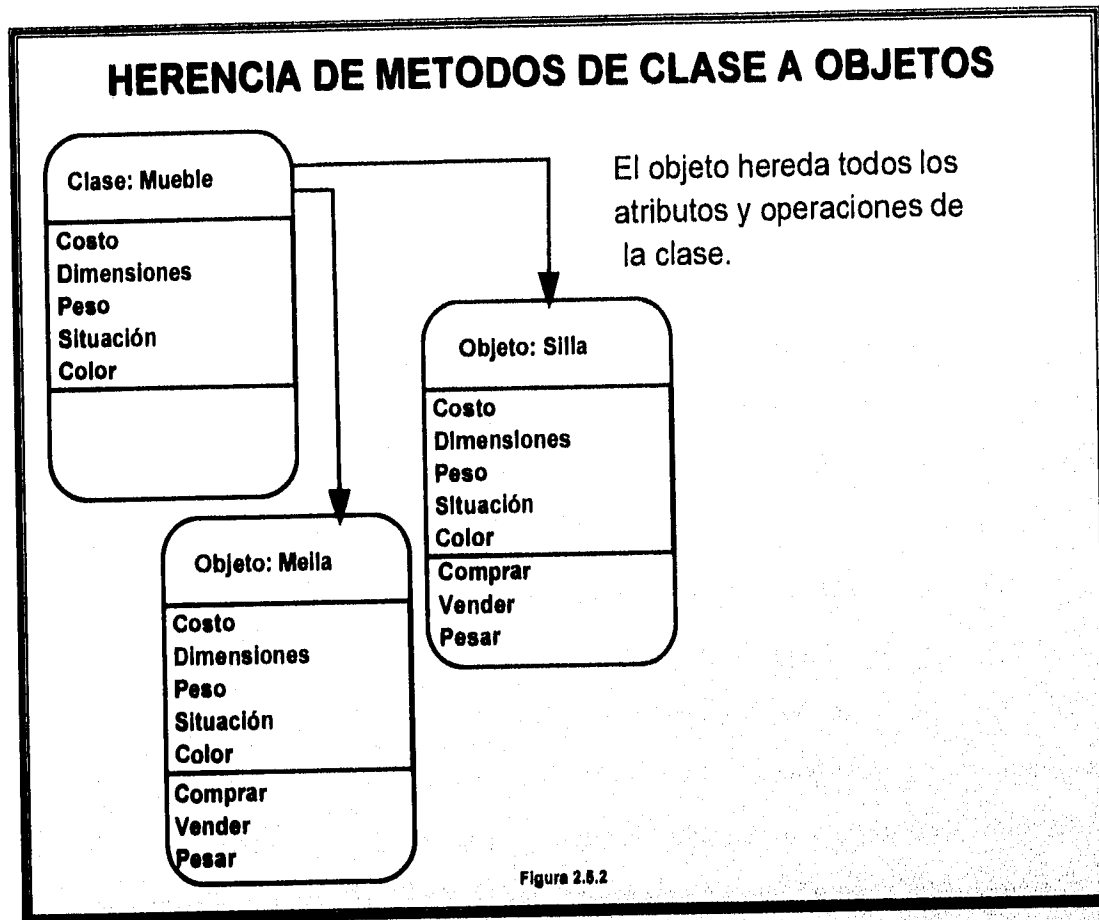 HERENCIA DE METODOS DE CLASE A OBJETOS
Clase: Mueble
Costo
Dimensiones
Peso
Situación
Color
El objeto hereda todos los
atributos y operaciones de
la clase.
Objeto: Silla
Costo
Dimensiones
Peso
Situación
Color
Comprar
Vender
Pesar
Objeto: Meila
Costo
Dimensiones
Peso
Situación
Color
Comprar
Vender
Pesar
Figura 2.5.2